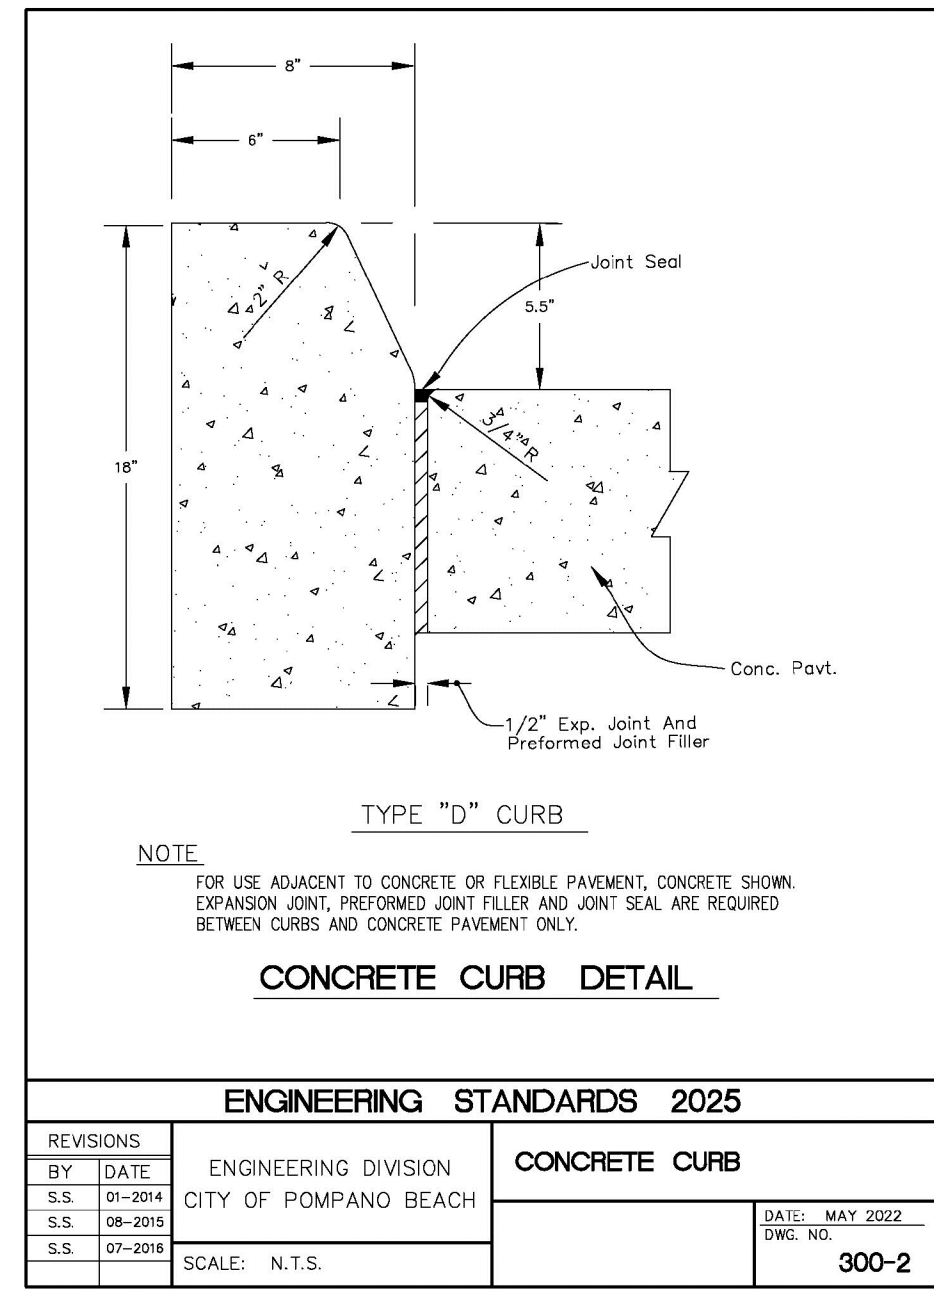 8"
6"
Joint Seal
2" R
5.5"
3/4" R
18"
Conc. Pavt.
1/2" Exp. Joint And
Preformed Joint Filler
TYPE "D" CURB
NOTE
FOR USE ADJACENT TO CONCRETE OR FLEXIBLE PAVEMENT, CONCRETE SHOWN.
EXPANSION JOINT, PREFORMED JOINT FILLER AND JOINT SEAL ARE REQUIRED
BETWEEN CURBS AND CONCRETE PAVEMENT ONLY.
CONCRETE CURB DETAIL
ENGINEERING STANDARDS 2025
REVISIONS
BY DATE
S.S. 01-2014
S.S. 08-2015
S.S. 07-2016
ENGINEERING DIVISION
CITY OF POMPANO BEACH
SCALE: N.T.S.
CONCRETE CURB
DATE: MAY 2022
DWG. NO.
300-2